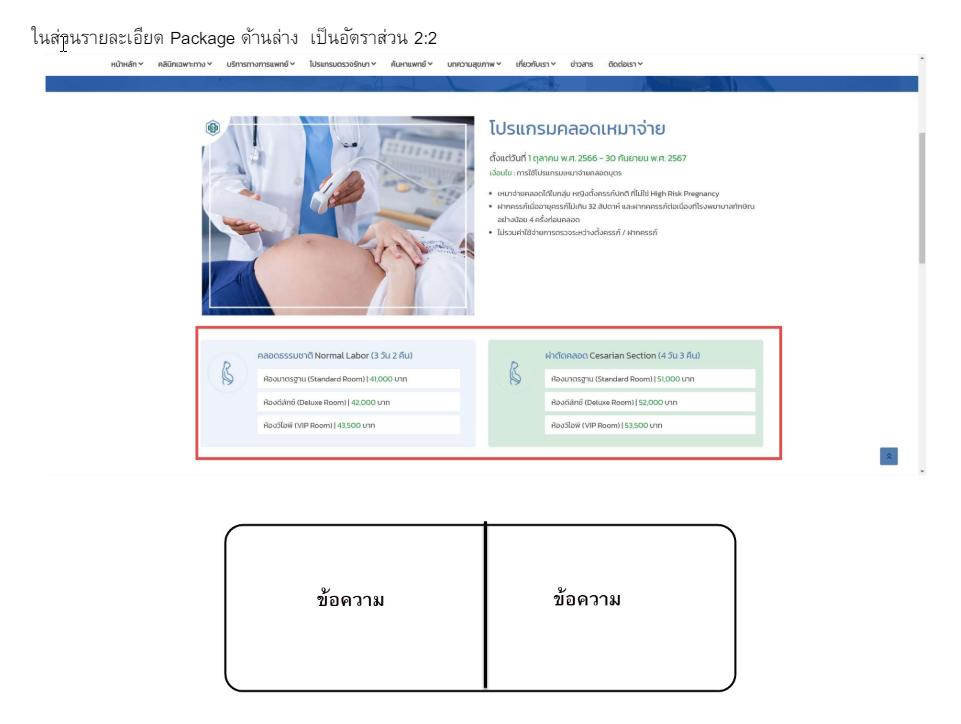 ในส่วนรายละเอียด Package ด้านล่าง เป็นอัตราส่วน 2:2
หน้าหลัก คลินิกเฉพาะทาง บริการทางการแพทย์ โปรแกรมตรวจรักษา ค้นหาแพทย์ บทความสุขภาพ เกี่ยวกับเรา ข่าวสาร ติดต่อเรา
โปรแกรมคลอดเหมาจ่าย
ตั้งแต่วันที่ 1 ตุลาคม พ.ศ. 2566 - 30 กันยายน พ.ศ. 2567
เงื่อนไข : การใช้โปรแกรมเหมาจ่ายคลอดบุตร
• เหมาจ่ายคลอดได้ในกลุ่ม หญิงตั้งครรภ์ปกติ ที่ไม่ใช่ High Risk Pregnancy
• ฝากครรภ์เมื่ออายุครรภ์ไม่เกิน 32 สัปดาห์ และฝากคครรภ์ต่อเนื่องที่โรงพยาบาลทักษิณ
อย่างน้อย 4 ครั้งก่อนคลอด
• ไม่รวมค่าใช้จ่ายการตรวจระหว่างตั้งครรภ์ / ฝากครรภ์
คลอดธรรมชาติ Normal Labor (3 วัน 2 คืน)
ห้องมาตรฐาน (Standard Room) | 41,000 บาท
ห้องดีลักซ์ (Deluxe Room) | 42,000 บาท
ห้องวีไอพี (VIP Room) | 43,500 บาท
ผ่าตัดคลอด Cesarian Section (4 วัน 3 คืน)
ห้องมาตรฐาน (Standard Room) | 51,000 บาท
ห้องดีลักซ์ (Deluxe Room) | 52,000 บาท
ห้องวีไอพี (VIP Room) | 53,500 บาท
ข้อความ
ข้อความ